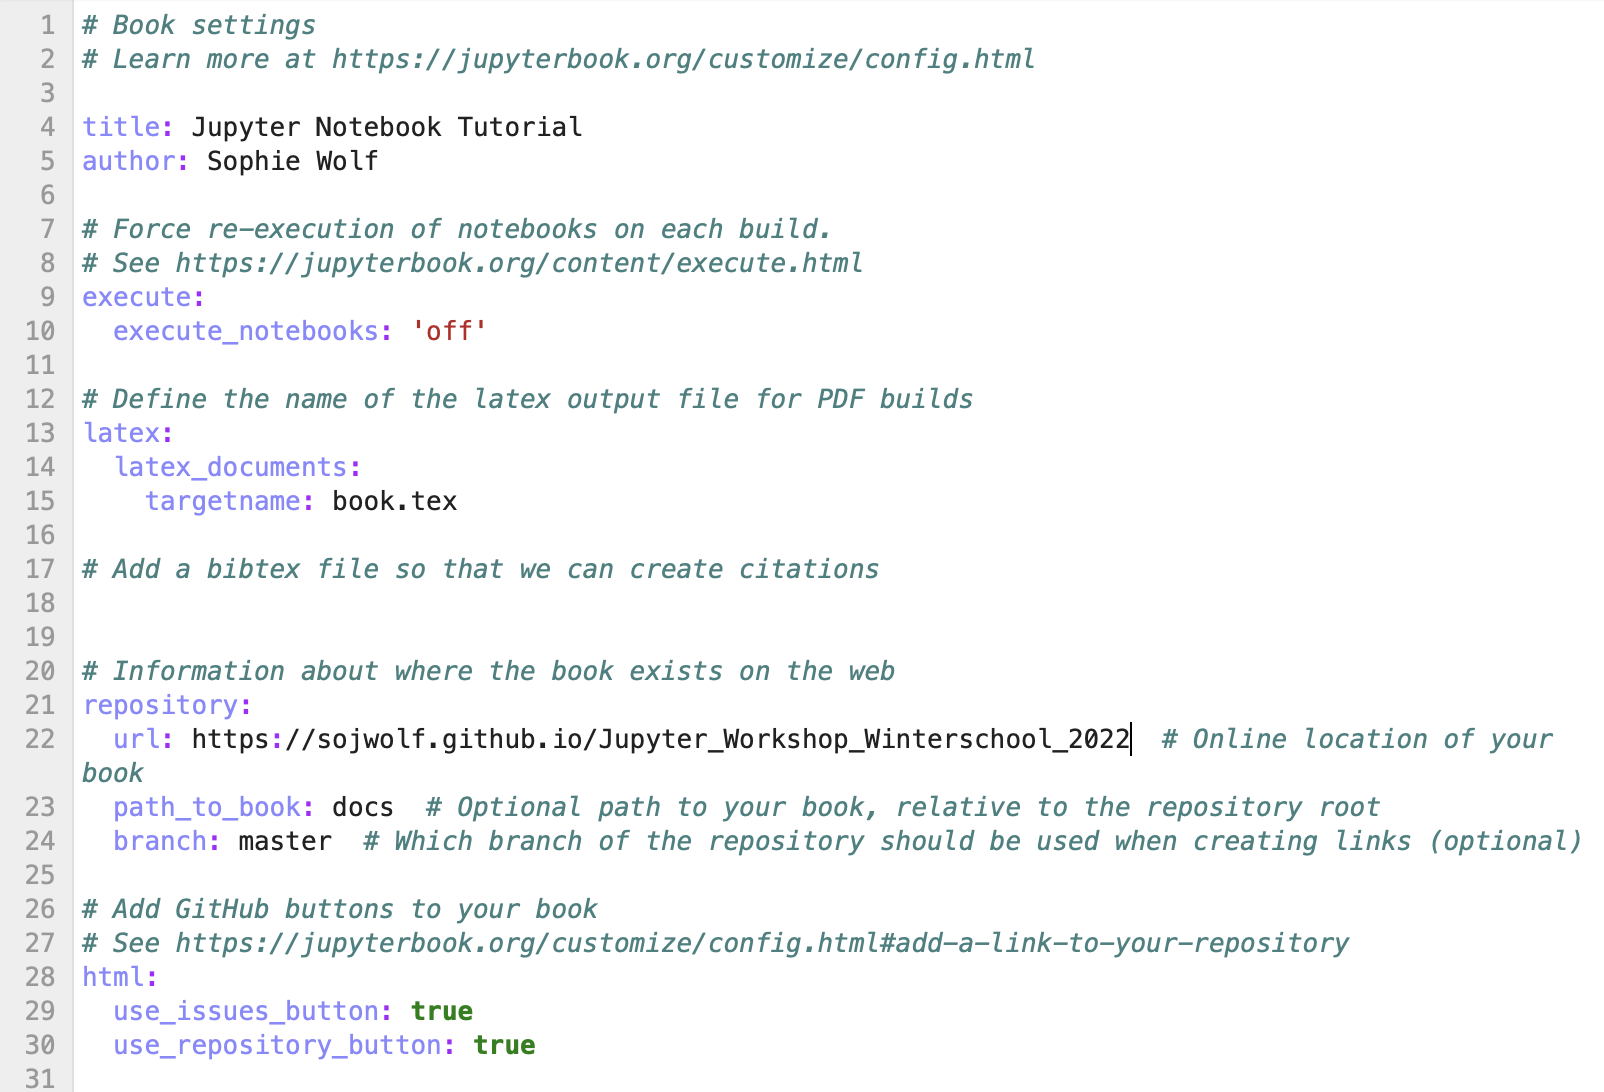 1 # Book settings
2 # Learn more at https://jupyterbook.org/customize/config.html
3
4 title: Jupyter Notebook Tutorial
5 author: Sophie Wolf
6
7 # Force re-execution of notebooks on each build.
8 # See https://jupyterbook.org/content/execute.html
9 execute:
10   execute_notebooks: 'off'
11
12 # Define the name of the latex output file for PDF builds
13 latex:
14   latex_documents:
15     targetname: book.tex
16
17 # Add a bibtex file so that we can create citations
18
19
20 # Information about where the book exists on the web
21 repository:
22   url: https://sojwolf.github.io/Jupyter_Workshop_Winterschool_2022  # Online location of your
book
23   path_to_book: docs  # Optional path to your book, relative to the repository root
24   branch: master  # Which branch of the repository should be used when creating links (optional)
25
26 # Add GitHub buttons to your book
27 # See https://jupyterbook.org/customize/config.html#add-a-link-to-your-repository
28 html:
29   use_issues_button: true
30   use_repository_button: true
31